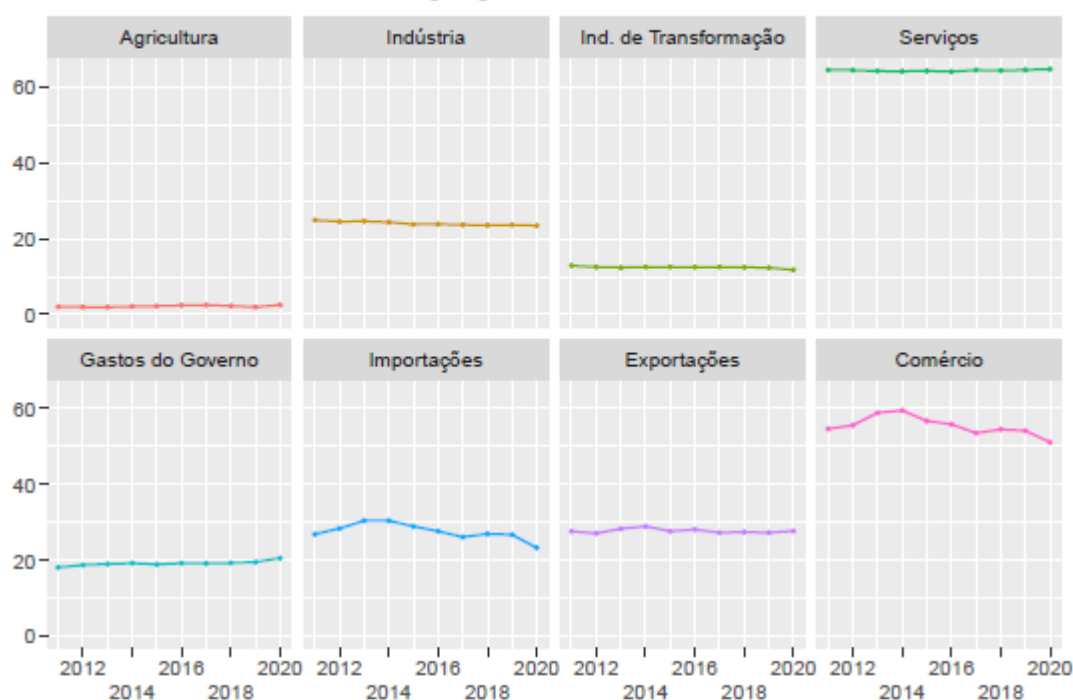 Agricultura Indústria Ind. de Transformação Serviços
60
40
20
0
Gastos do Governo Importações Exportações Comércio
60
40
20
0
2012 2016 2020 2012 2016 2020 2012 2016 2020 2012 2016 2020
2014 2018 2014 2018 2014 2018 2014 2018